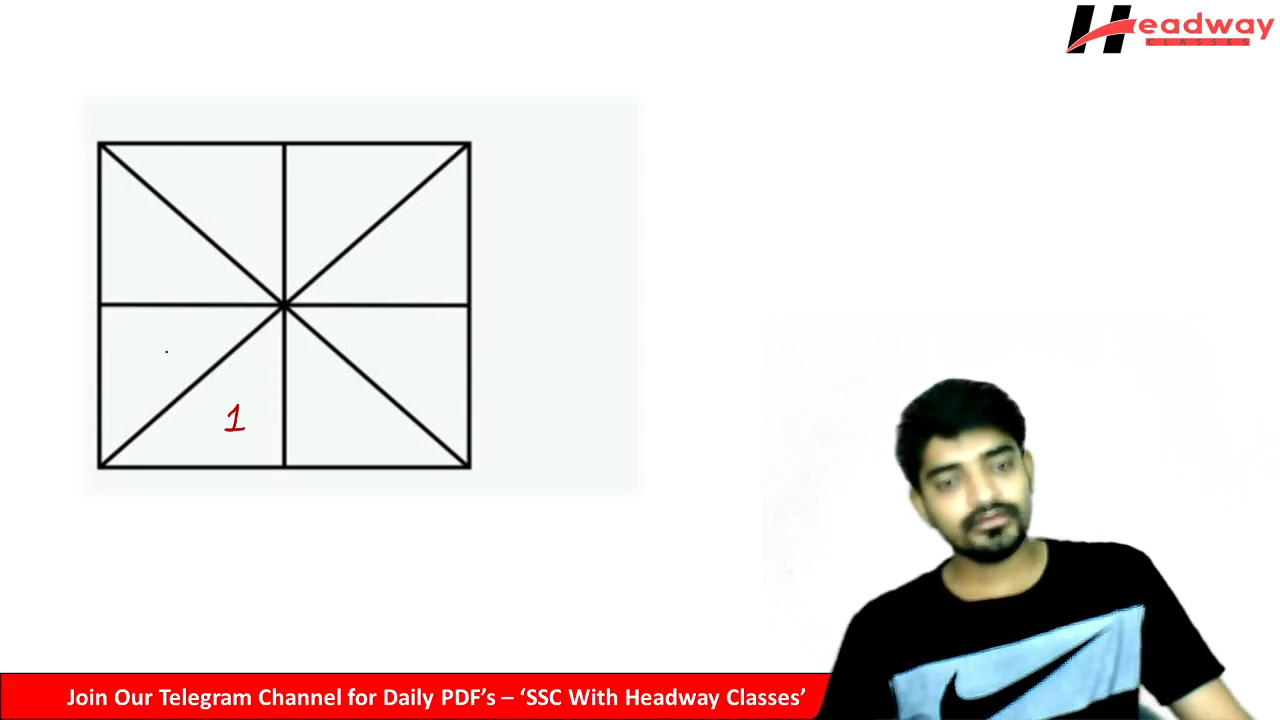 Headway
CLASSES
1
Join Our Telegram Channel for Daily PDF's – ‘SSC With Headway Classes’